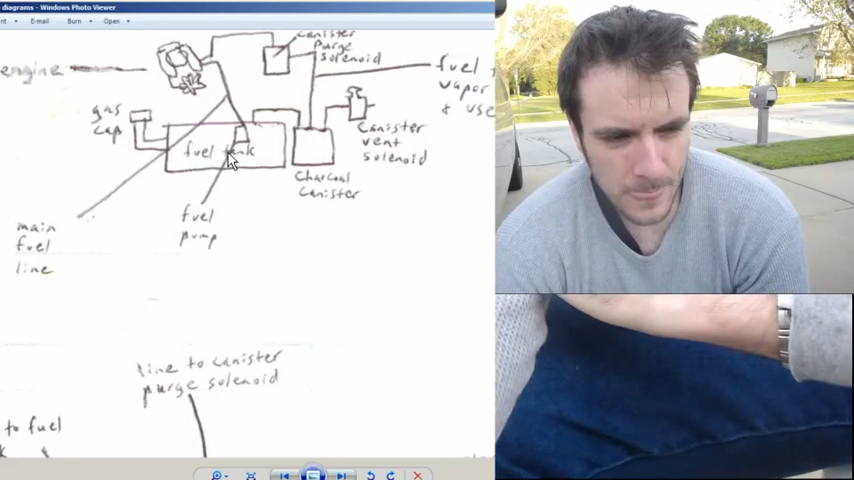 diagrams - Windows Photo Viewer
nt
E-mail
Burn
Open
engine
canister
purge
solenoid
fuel
vapor
& use
gas
cap
fuel tank
canister
vent
solenoid
charcoal
canister
fuel
pump
main
fuel
line
line to canister
purge solenoid
to fuel